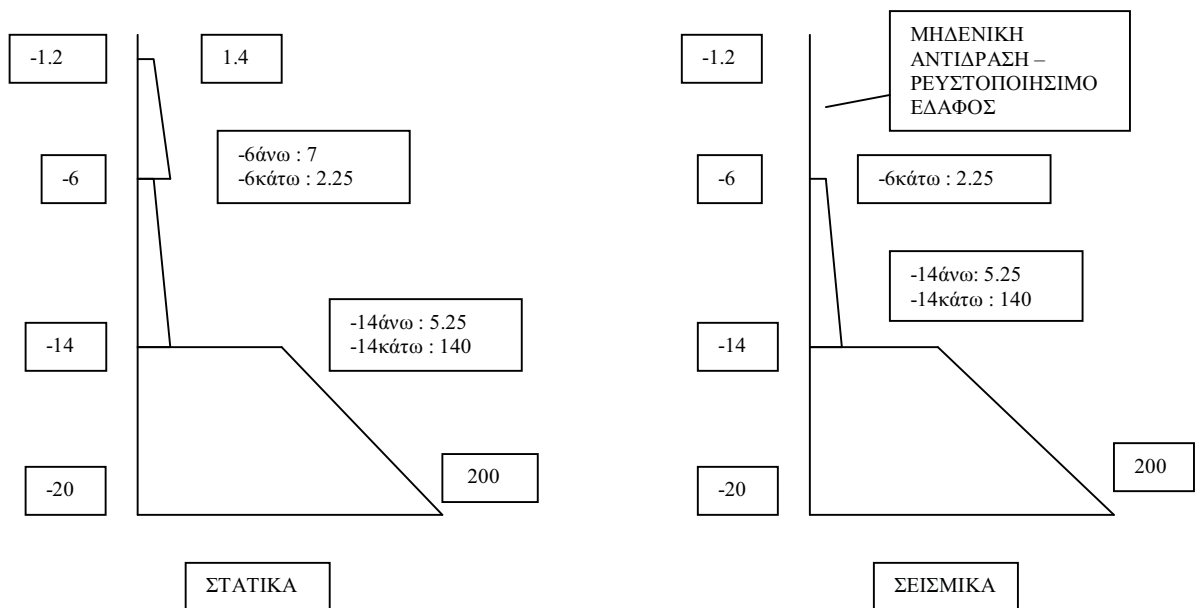 -1.2
1.4
-6άνω : 7
-6κάτω : 2.25
-6
-14άνω : 5.25
-14κάτω : 140
-14
200
-20
ΣΤΑΤΙΚΑ
-1.2
ΜΗΔΕΝΙΚΗ
ΑΝΤΙΔΡΑΣΗ –
ΡΕΥΣΤΟΠΟΙΗΣΙΜΟ
ΕΔΑΦΟΣ
-6
-6κάτω : 2.25
-14άνω: 5.25
-14κάτω : 140
-14
200
-20
ΣΕΙΣΜΙΚΑ